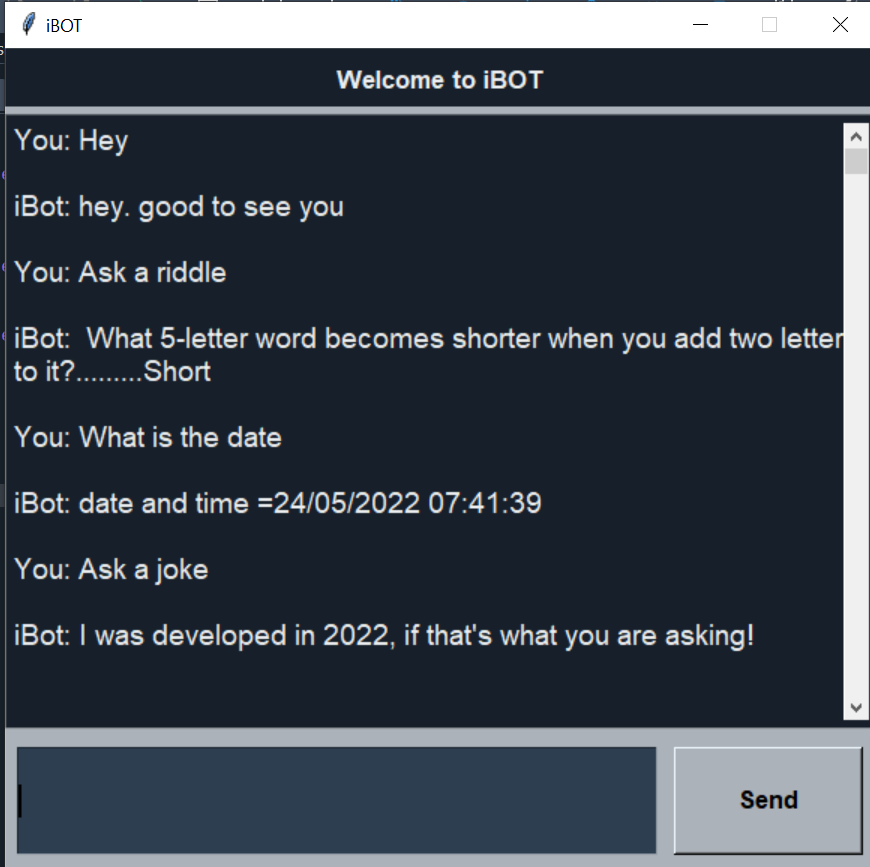 iBOT
Welcome to iBOT
You: Hey
iBot: hey. good to see you
You: Ask a riddle
iBot:  What 5-letter word becomes shorter when you add two letter
to it?.........Short
You: What is the date
iBot: date and time =24/05/2022 07:41:39
You: Ask a joke
iBot: I was developed in 2022, if that's what you are asking!
Send